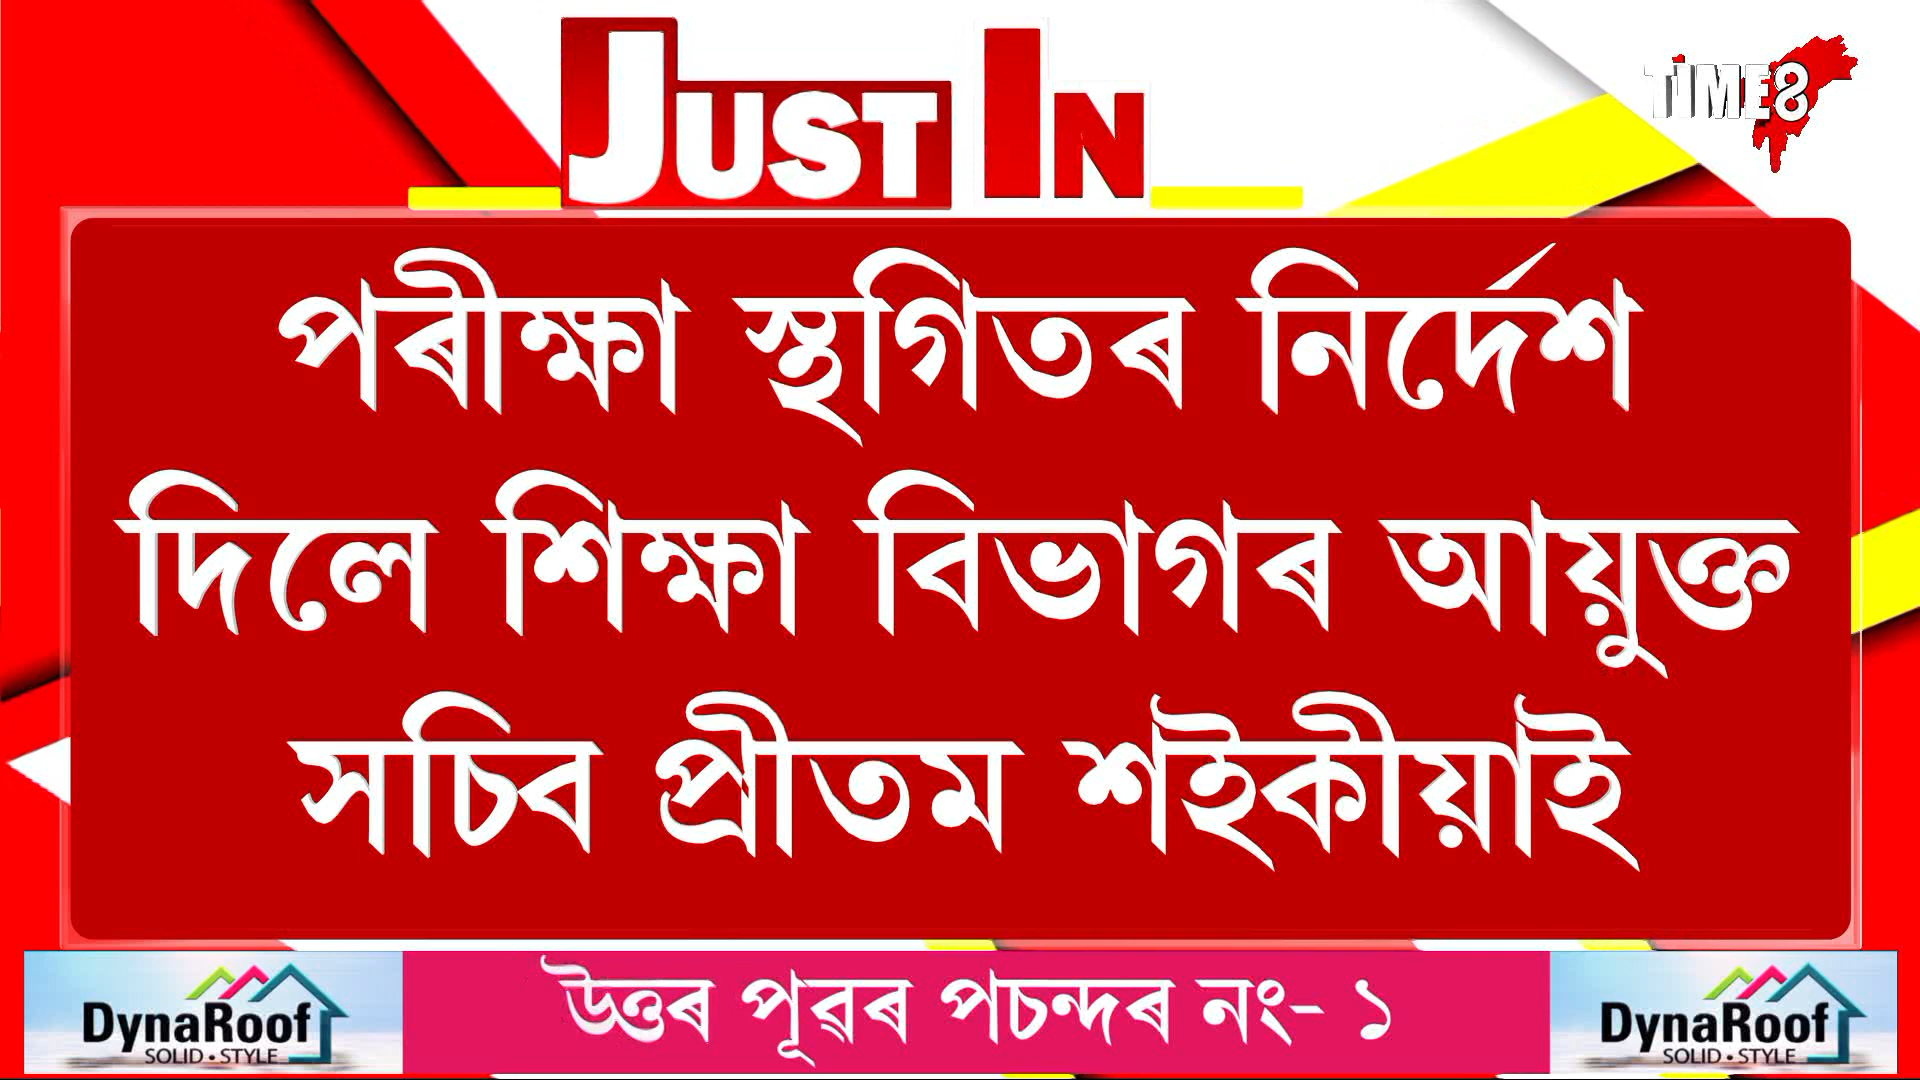 JUST IN
TIME8
পৰীক্ষা স্থগিতৰ নিৰ্দেশ
দিলে শিক্ষা বিভাগৰ আয়ুক্ত
সচিব প্ৰীতম শইকীয়াই
DynaRoof
SOLID • STYLE
উত্তৰ পূৱৰ পচন্দৰ নং- ১
DynaRoof
SOLID • STYLE